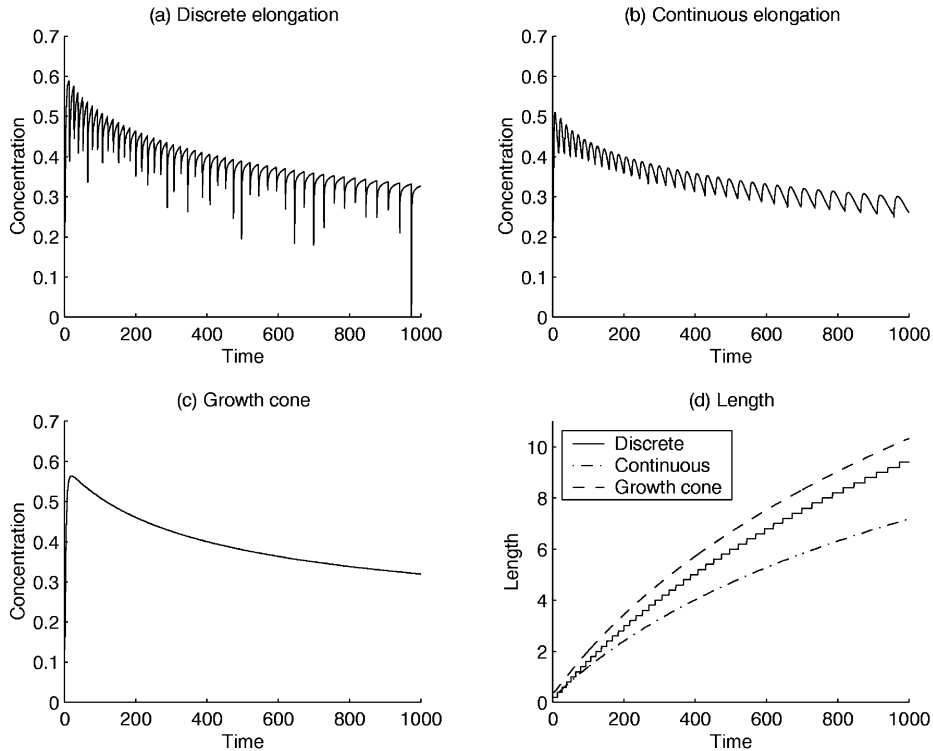 (a) Discrete elongation
0.7
0.6
0.5
0.4
0.3
0.2
0.1
0
Concentration
0 200 400 600 800 1000
Time
(b) Continuous elongation
0.7
0.6
0.5
0.4
0.3
0.2
0.1
0
Concentration
0 200 400 600 800 1000
Time
(c) Growth cone
0.7
0.6
0.5
0.4
0.3
0.2
0.1
0
Concentration
0 200 400 600 800 1000
Time
(d) Length
10
8
6
4
2
0
Length
Discrete
Continuous
Growth cone
0 200 400 600 800 1000
Time